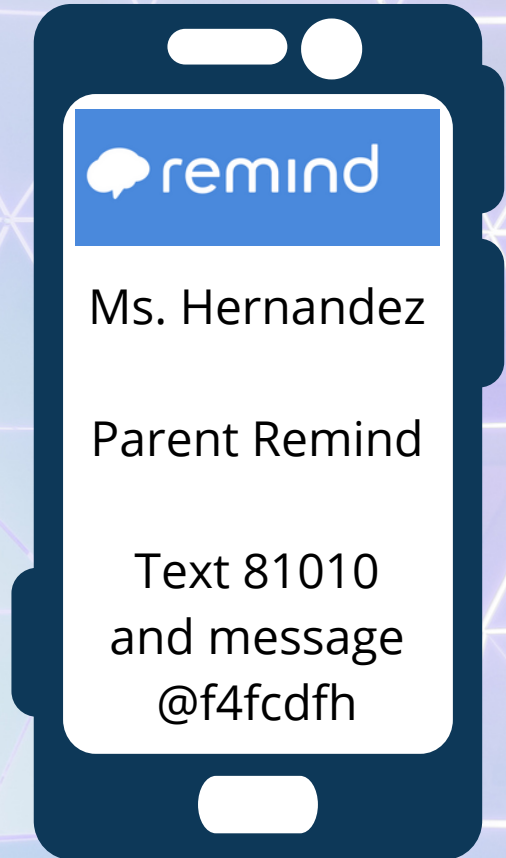 remind
Ms. Hernandez
Parent Remind
Text 81010
and message
@f4fcdfh